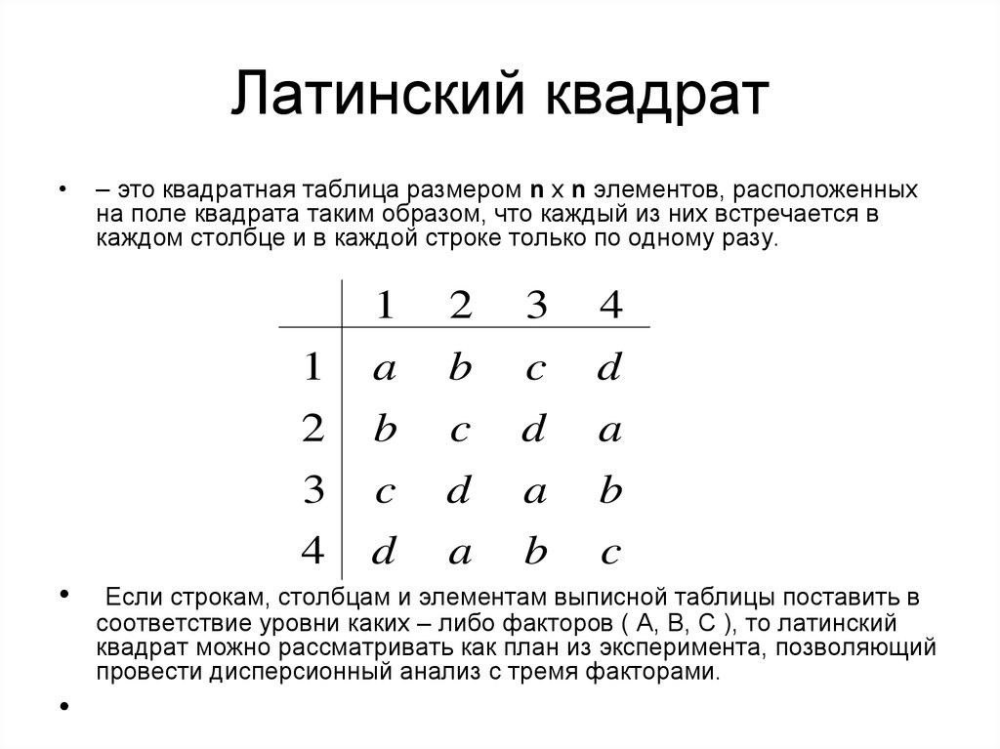 Латинский квадрат
• – это квадратная таблица размером n x n элементов, расположенных
на поле квадрата таким образом, что каждый из них встречается в
каждом столбце и в каждой строке только по одному разу.
1 2 3 4
1 a b c d
2 b c d a
3 c d a b
4 d a b c
• Если строкам, столбцам и элементам выписной таблицы поставить в
соответствие уровни каких – либо факторов ( А, В, С ), то латинский
квадрат можно рассматривать как план из эксперимента, позволяющий
провести дисперсионный анализ с тремя факторами.
•